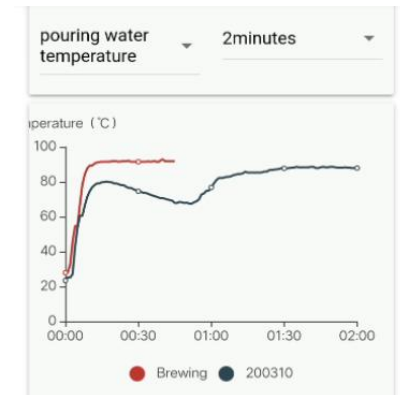 pouring water
temperature
2minutes
perature (℃)
100
80
60
40
20
0
00:00 00:30 01:00 01:30 02:00
Brewing 200310